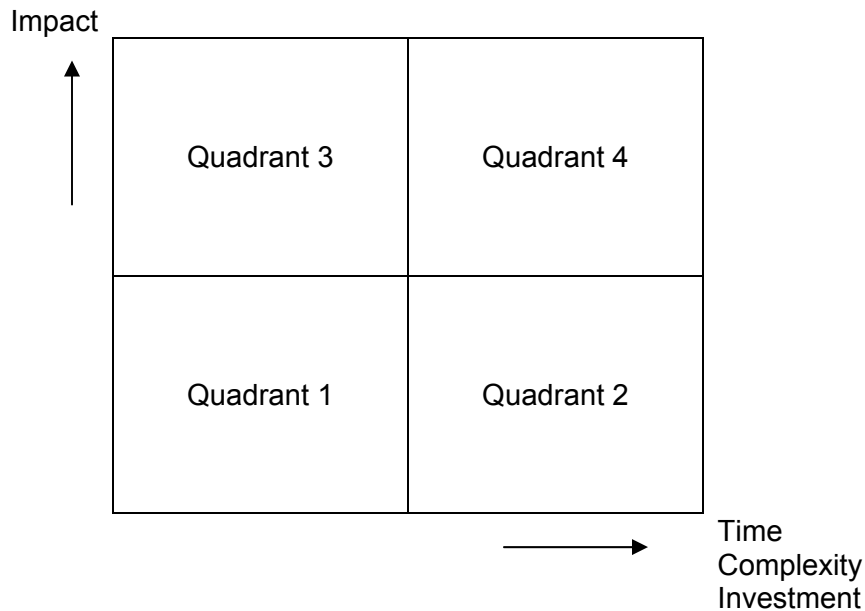 Impact
Quadrant 3
Quadrant 4
Quadrant 1
Quadrant 2
Time
Complexity
Investment